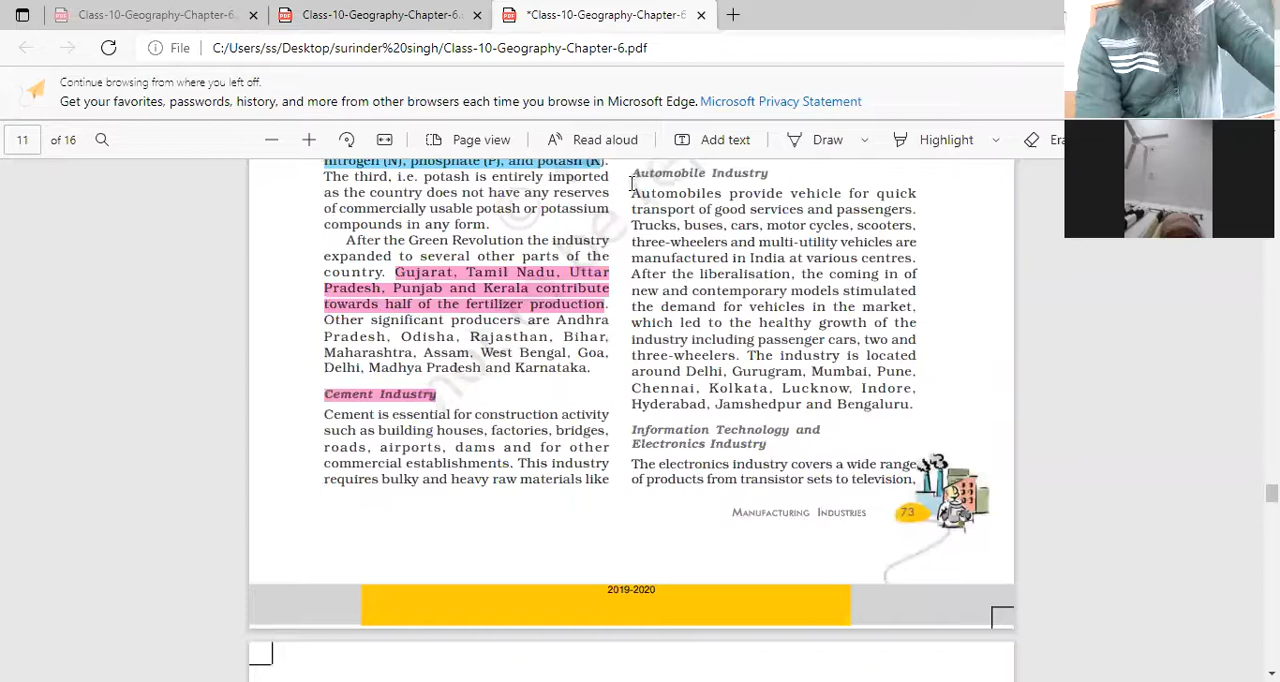 Class-10-Geography-Chapter-6.
Class-10-Geography-Chapter-6.
*Class-10-Geography-Chapter-6
File
C:/Users/ss/Desktop/surinder%20singh/Class-10-Geography-Chapter-6.pdf
Continue browsing from where you left off.
Get your favorites, passwords, history, and more from other browsers each time you browse in Microsoft Edge. Microsoft Privacy Statement
11 of 16
Page view
Read aloud
Add text
Draw
Highlight
Era
nitrogen (N), phosphate (P), and potash (K).
The third, i.e. potash is entirely imported
as the country does not have any reserves
of commercially usable potash or potassium
compounds in any form.
After the Green Revolution the industry
expanded to several other parts of the
country. Gujarat, Tamil Nadu, Uttar
Pradesh, Punjab and Kerala contribute
towards half of the fertilizer production.
Other significant producers are Andhra
Pradesh, Odisha, Rajasthan, Bihar,
Maharashtra, Assam, West Bengal, Goa,
Delhi, Madhya Pradesh and Karnataka.
Cement Industry
Cement is essential for construction activity
such as building houses, factories, bridges,
roads, airports, dams and for other
commercial establishments. This industry
requires bulky and heavy raw materials like
Automobile Industry
Automobiles provide vehicle for quick
transport of good services and passengers.
Trucks, buses, cars, motor cycles, scooters,
three-wheelers and multi-utility vehicles are
manufactured in India at various centres.
After the liberalisation, the coming in of
new and contemporary models stimulated
the demand for vehicles in the market,
which led to the healthy growth of the
industry including passenger cars, two and
three-wheelers. The industry is located
around Delhi, Gurugram, Mumbai, Pune,
Chennai, Kolkata, Lucknow, Indore,
Hyderabad, Jamshedpur and Bengaluru.
Information Technology and
Electronics Industry
The electronics industry covers a wide range
of products from transistor sets to television,
MANUFACTURING INDUSTRIES 73
2019-2020